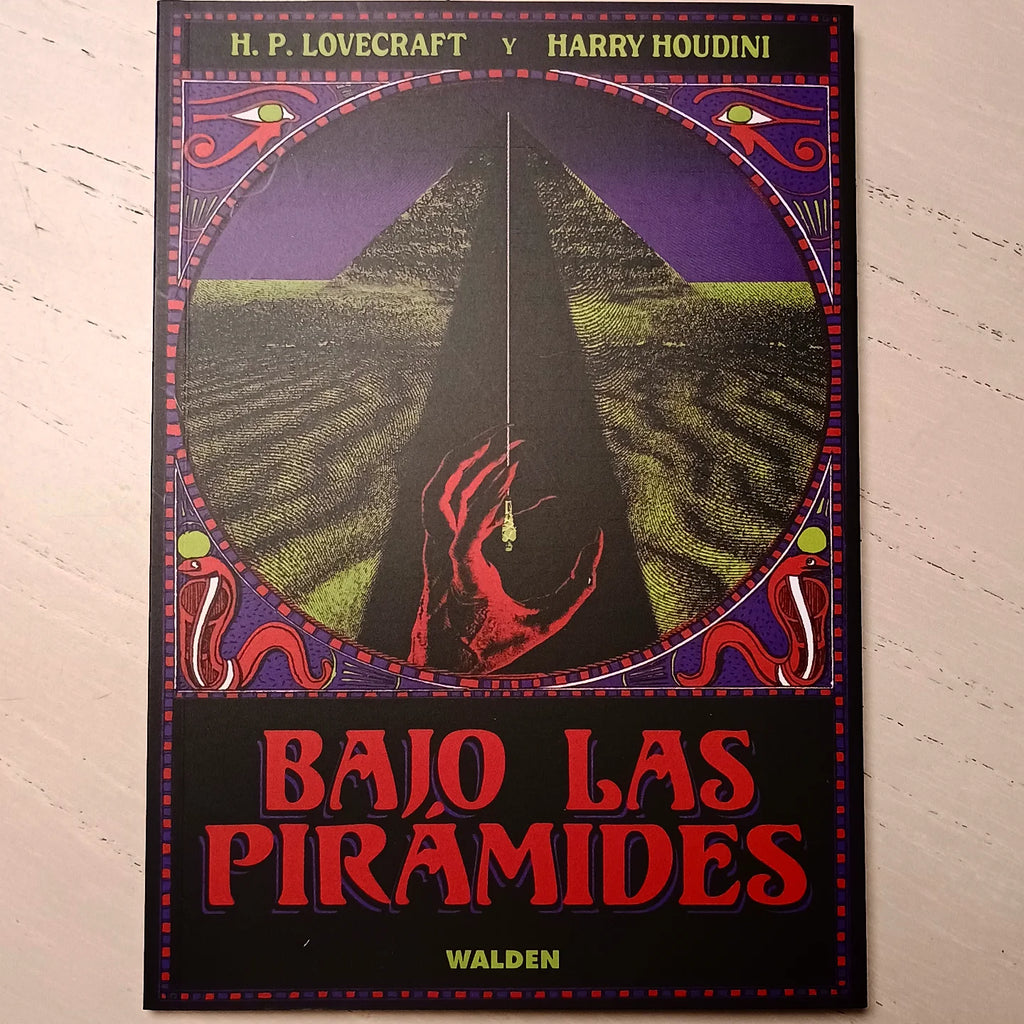 H. P. LOVECRAFT Y HARRY HOUDINI
BAJO LAS
PIRÁMIDES
WALDEN